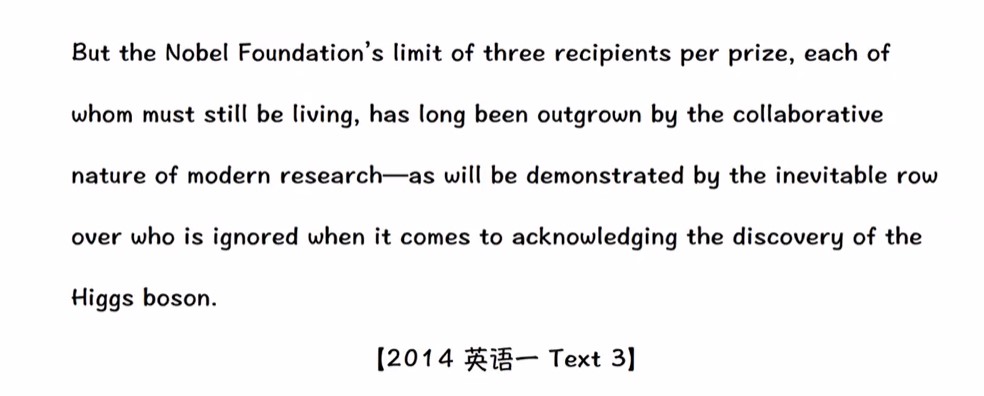 But the Nobel Foundation's limit of three recipients per prize, each of
whom must still be living, has long been outgrown by the collaborative
nature of modern research—as will be demonstrated by the inevitable row
over who is ignored when it comes to acknowledging the discovery of the
Higgs boson.
【2014 英语一 Text 3】